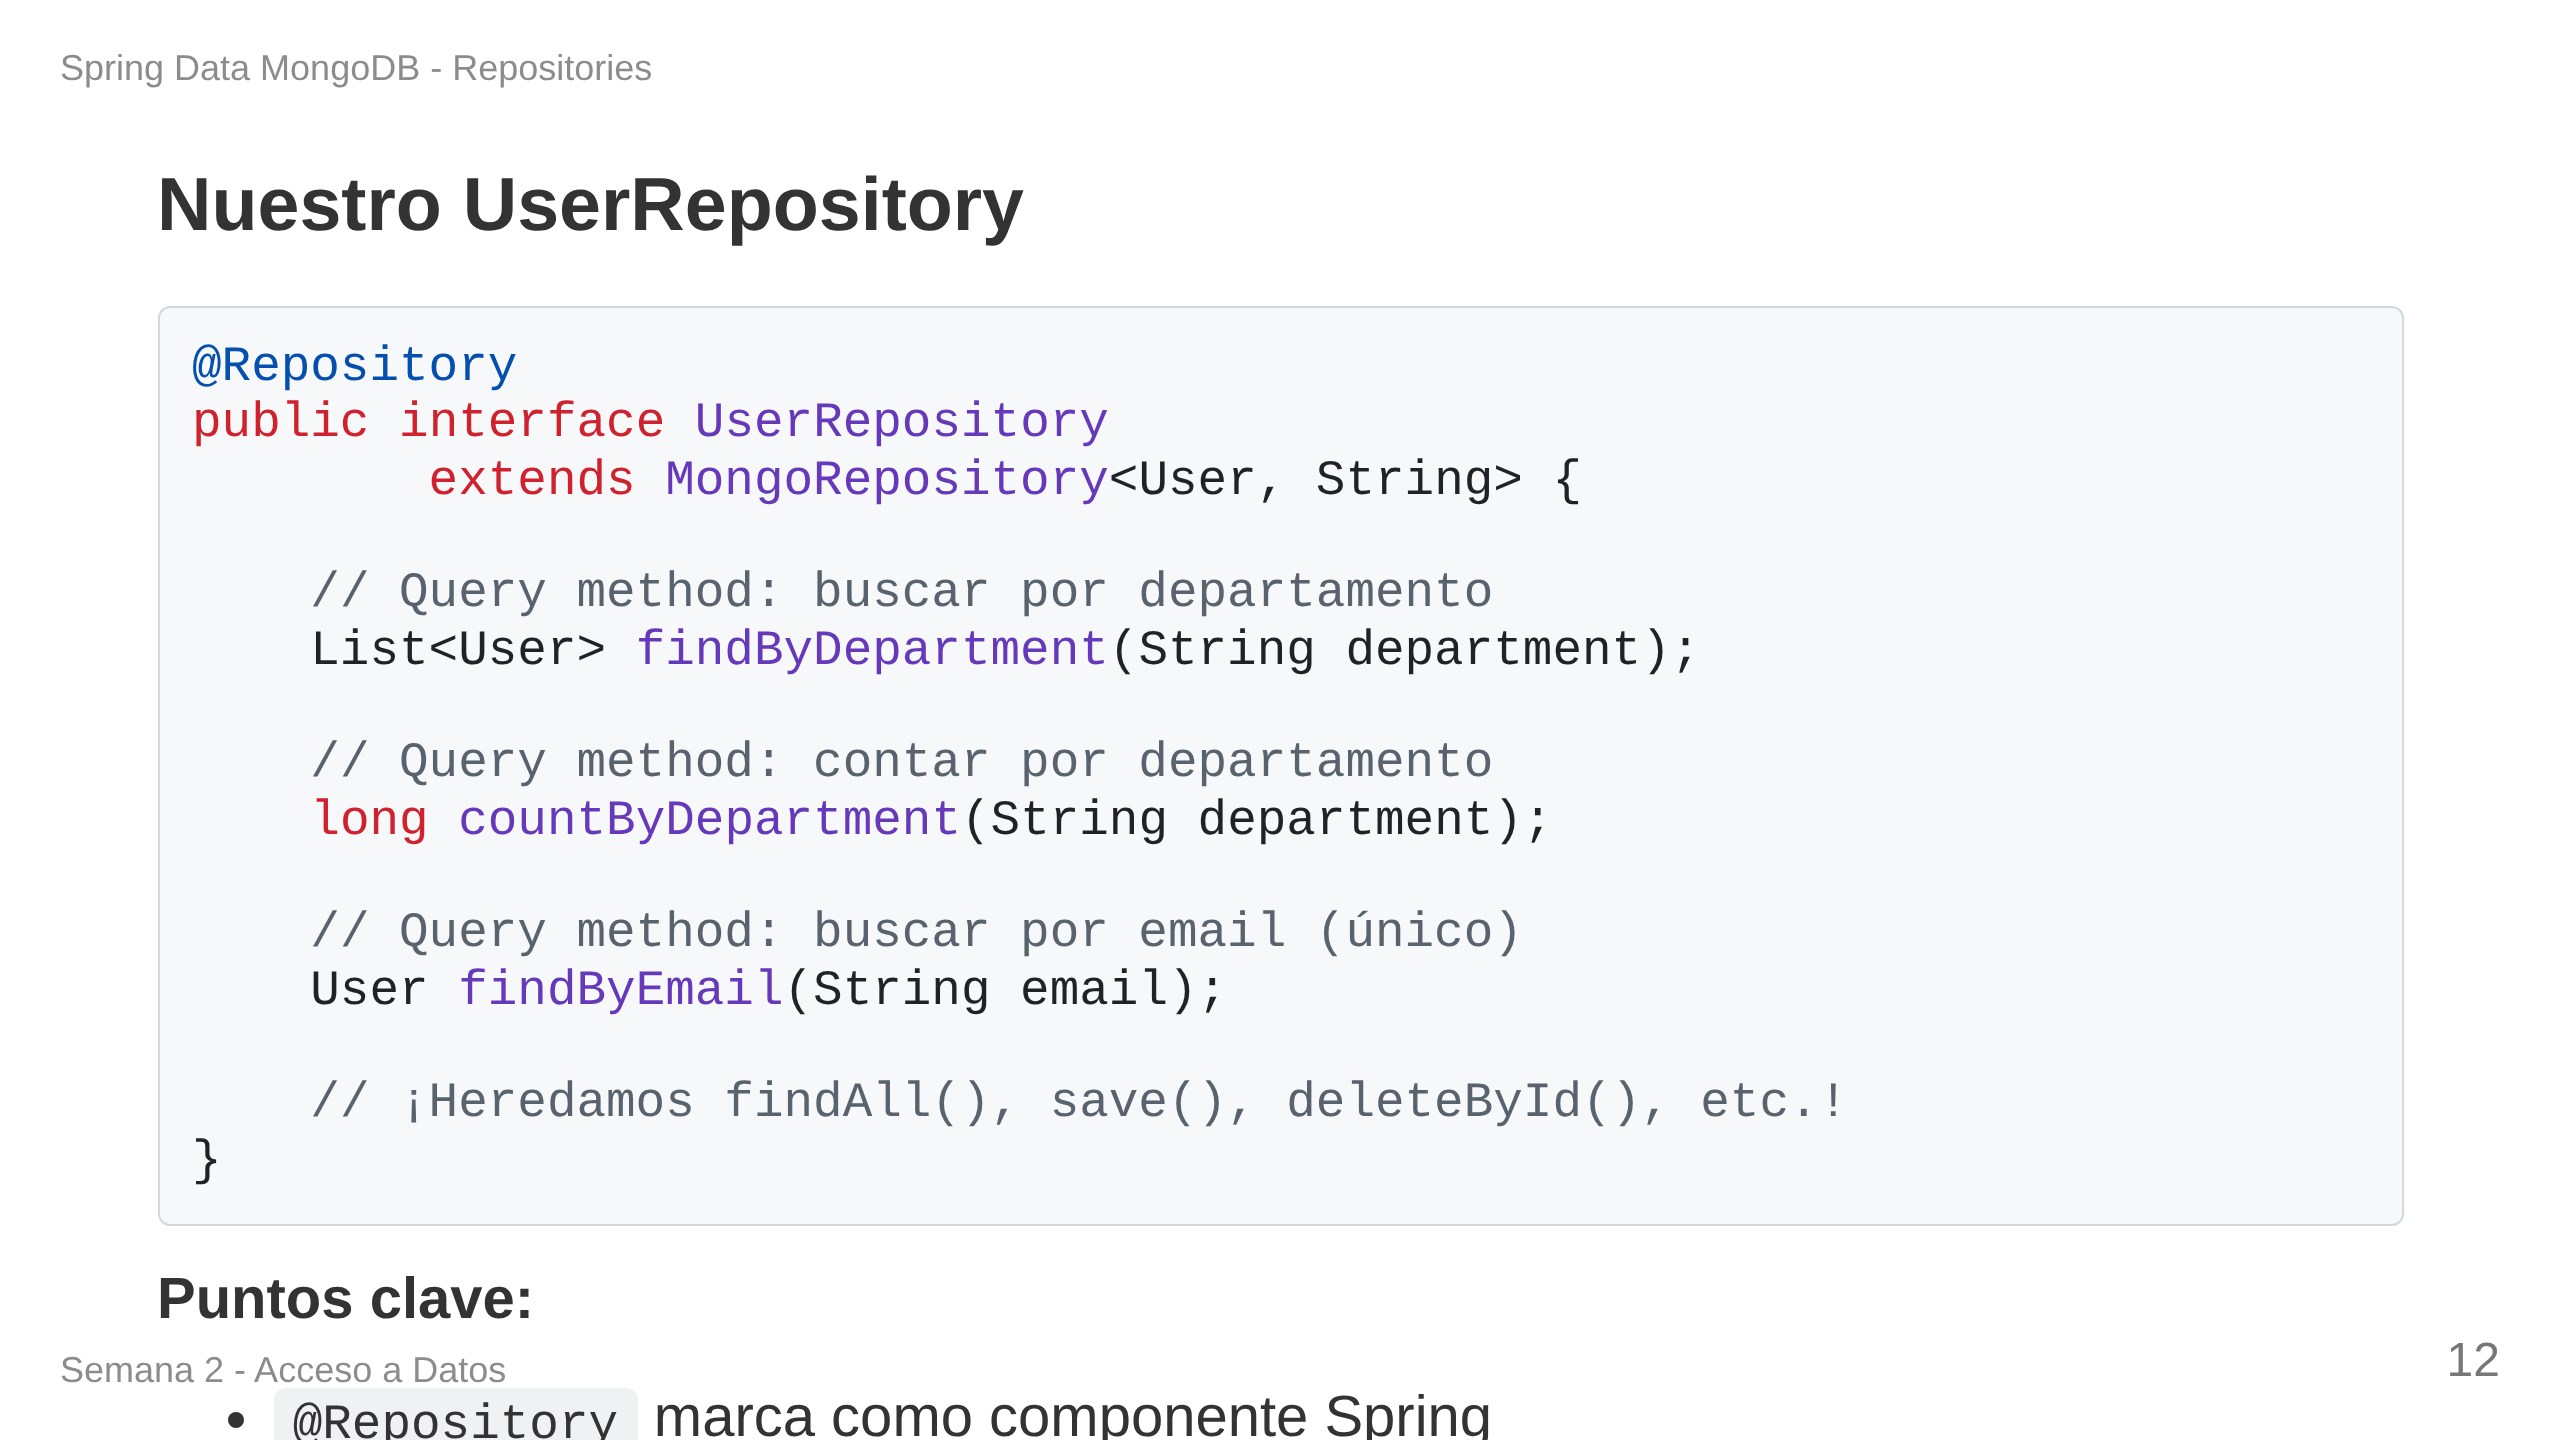 Spring Data MongoDB - Repositories
Nuestro UserRepository
@Repository
public interface UserRepository
        extends MongoRepository<User, String> {
    // Query method: buscar por departamento
    List<User> findByDepartment(String department);
    // Query method: contar por departamento
    long countByDepartment(String department);
    // Query method: buscar por email (único)
    User findByEmail(String email);
    // ¡Heredamos findAll(), save(), deleteById(), etc.!
}
Puntos clave:
Semana 2 - Acceso a Datos
12
• @Repository marca como componente Spring